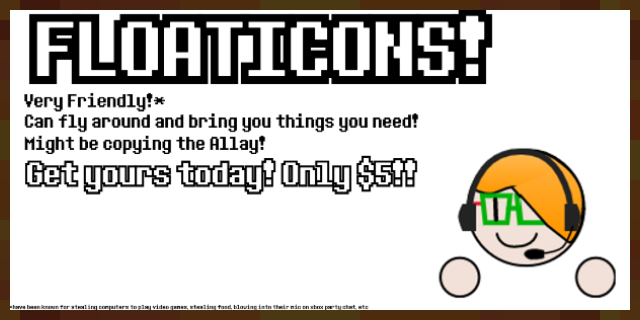 FLOATICONS!
Very Friendly!*
Can fly around and bring you things you need!
Might be copying the Allay!
Get yours today! Only $5!!
*have been known for stealing computers to play video games, stealing food, blowing into their mic on xbox party chat, etc